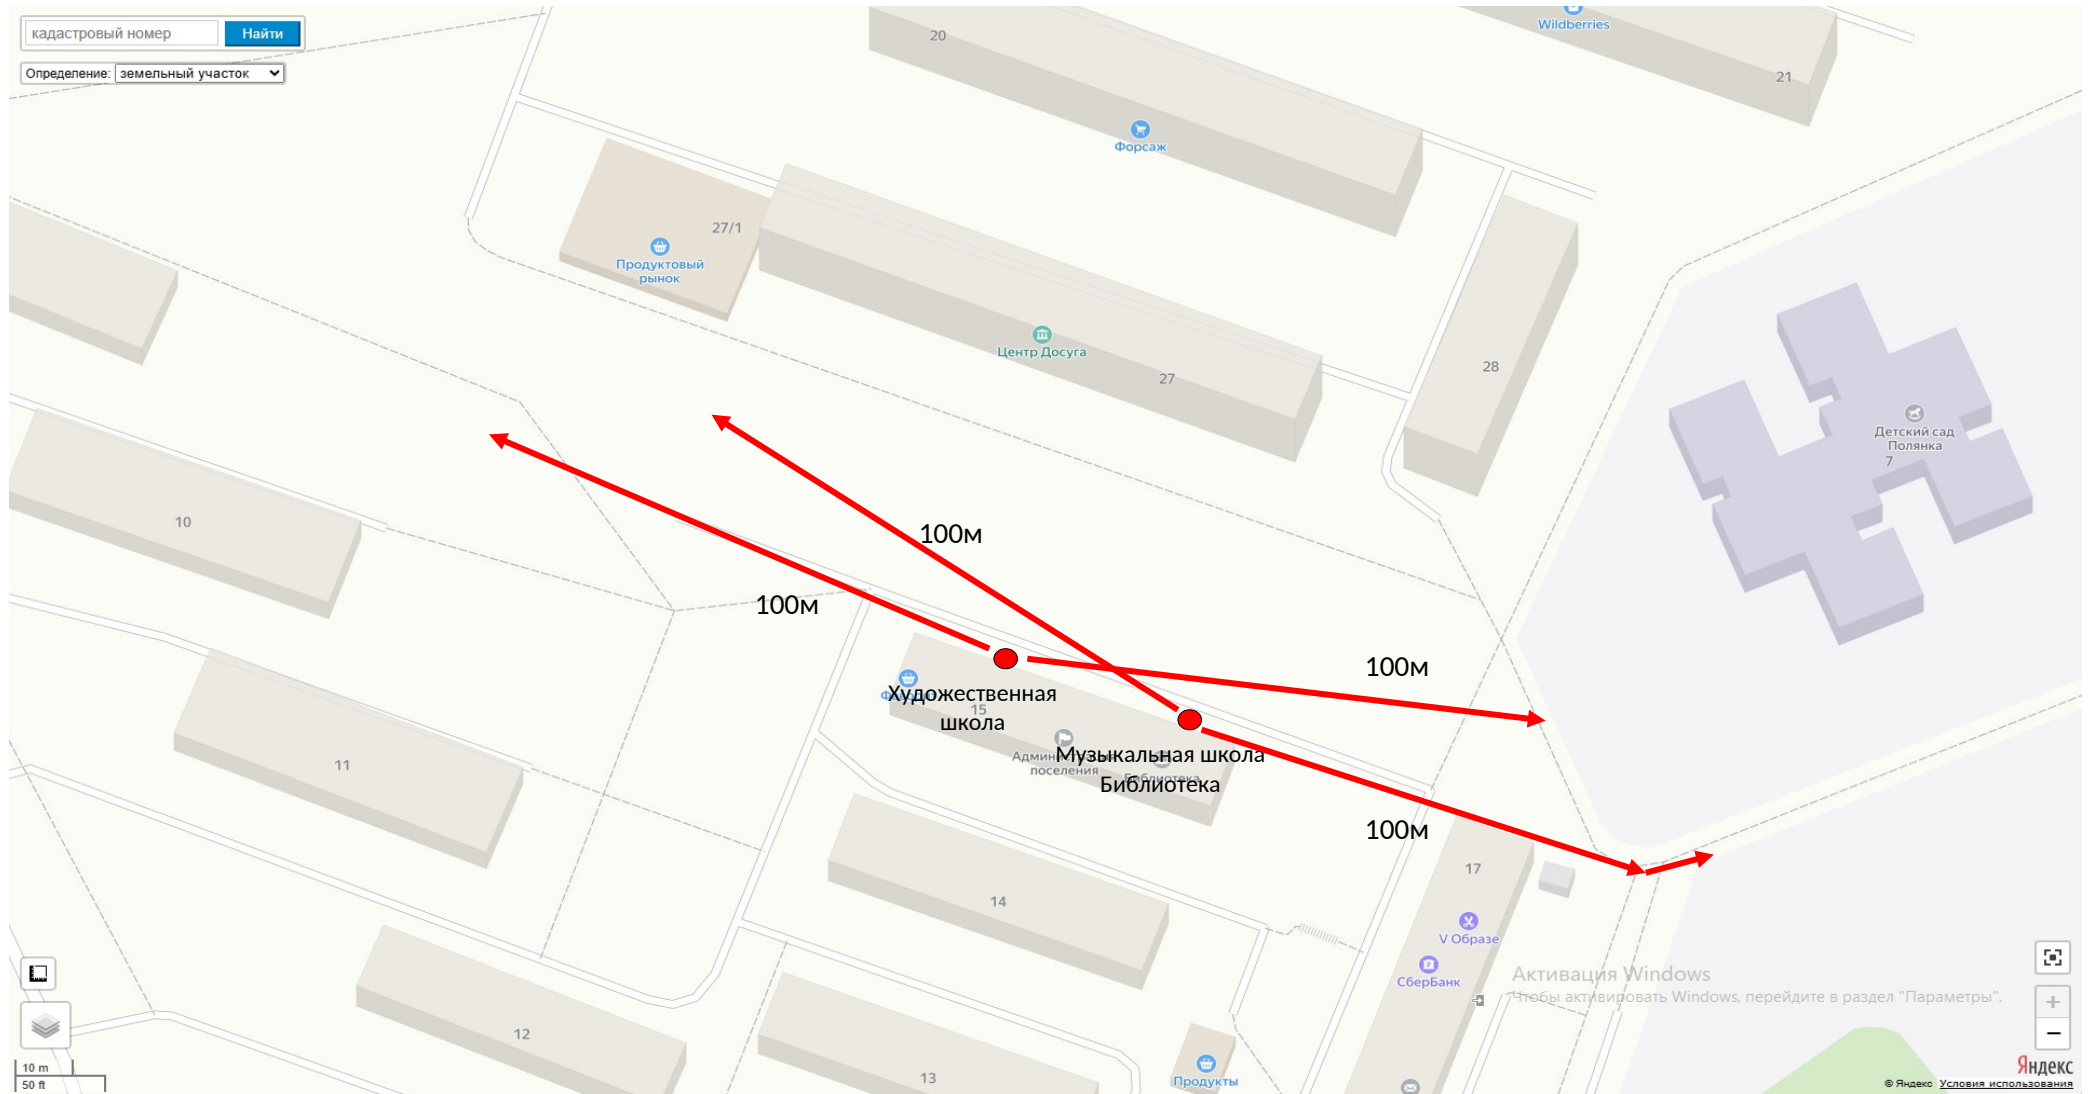 кадастровый номер
Найти
Определение: земельный участок
20
Wildberries
21
Форсаж
27/1
Продуктовый
рынок
Центр Досуга
27
28
Детский сад
Полянка
7
10
100м
100м
100м
Художественная
школа
15
поселения
Музыкальная школа
Библиотека
Библиотека
11
100м
17
14
V Образе
СберБанк
Активация Windows
Чтобы активировать Windows, перейдите в раздел "Параметры".
12
13
Продукты
10 m
50 ft
+
−
Яндекс
© Яндекс Условия использования